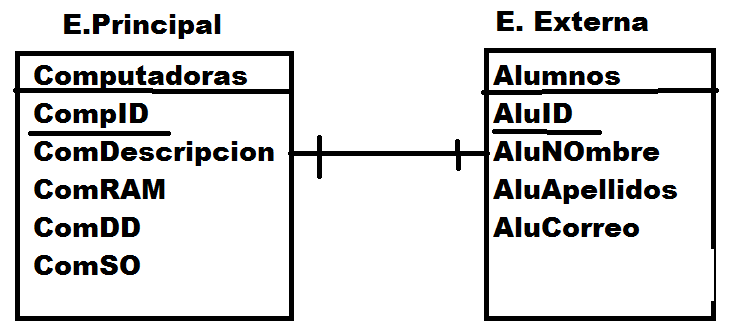 E.Principal
Computadoras
CompID
ComDescripcion
ComRAM
ComDD
ComSO
E. Externa
Alumnos
AluID
AluNOmbre
AluApellidos
AluCorreo